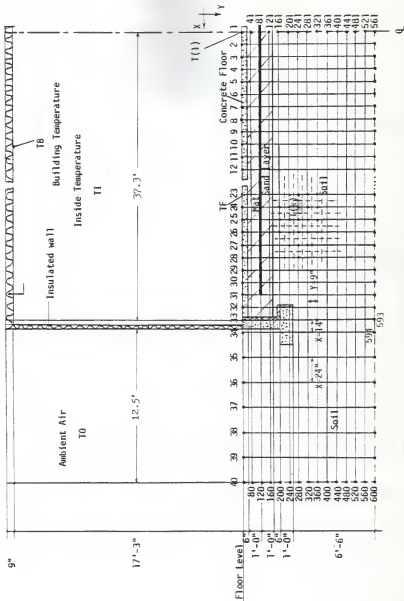 X
Y
9"
TB
Building Temperature
Inside Temperature
TI
Insulated wall
37.3'
Ambient Air
TO
12.5'
17'-3"
T(1)
Concrete Floor
TF
Floor Level
40 39 38 37 36 35 34 33 32 31 30 29 28 27 26 25 24 23 12 11 10 9 8 7 6 5 4 3 2 1
6"
1'-0"
1'-0"
6"
1'-0"
6'-6"
80
120
160
200
240
280
320
360
400
440
480
520
560
600
41
81
121
161
201
241
281
321
361
401
441
481
521
561
Mat
Sand Layer
Soil
Y=9"
X=14"
X=24"
Soil
594
593